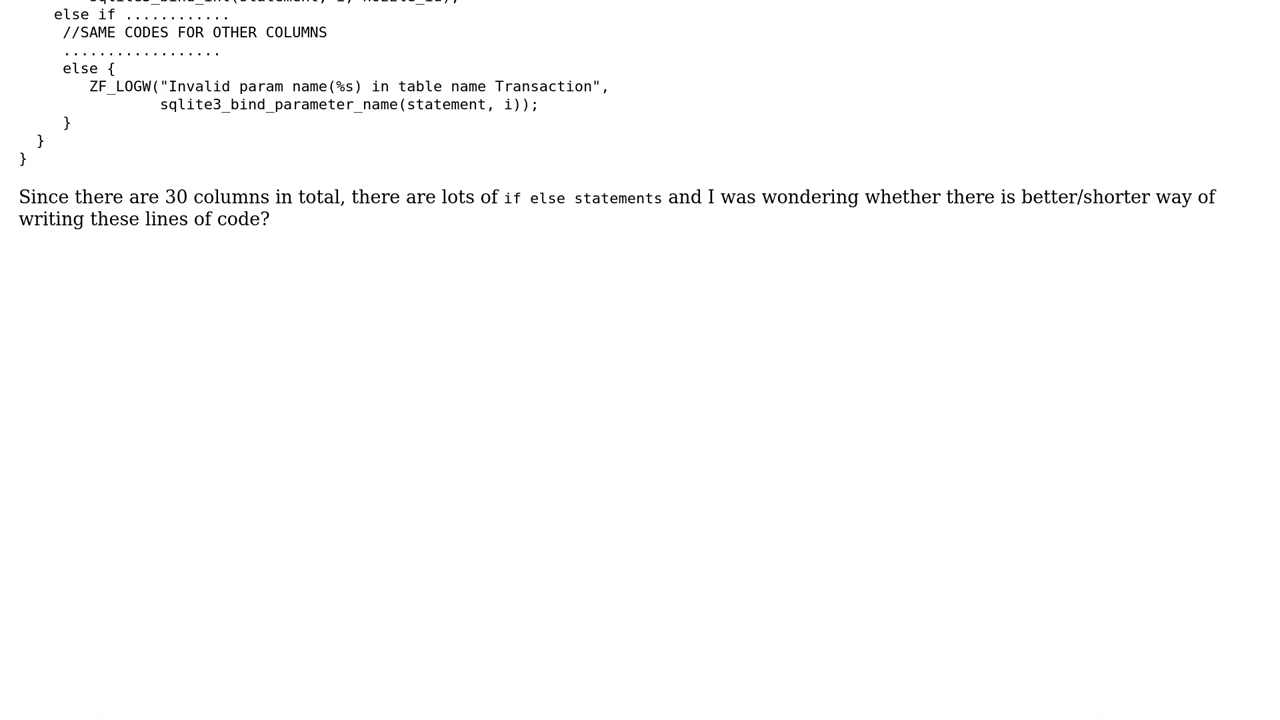 else if ............
//SAME CODES FOR OTHER COLUMNS
..................
else {
ZF_LOGW("Invalid param name(%s) in table name Transaction",
sqlite3_bind_parameter_name(statement, i));
}
}
}
Since there are 30 columns in total, there are lots of if else statements and I was wondering whether there is better/shorter way of
writing these lines of code?